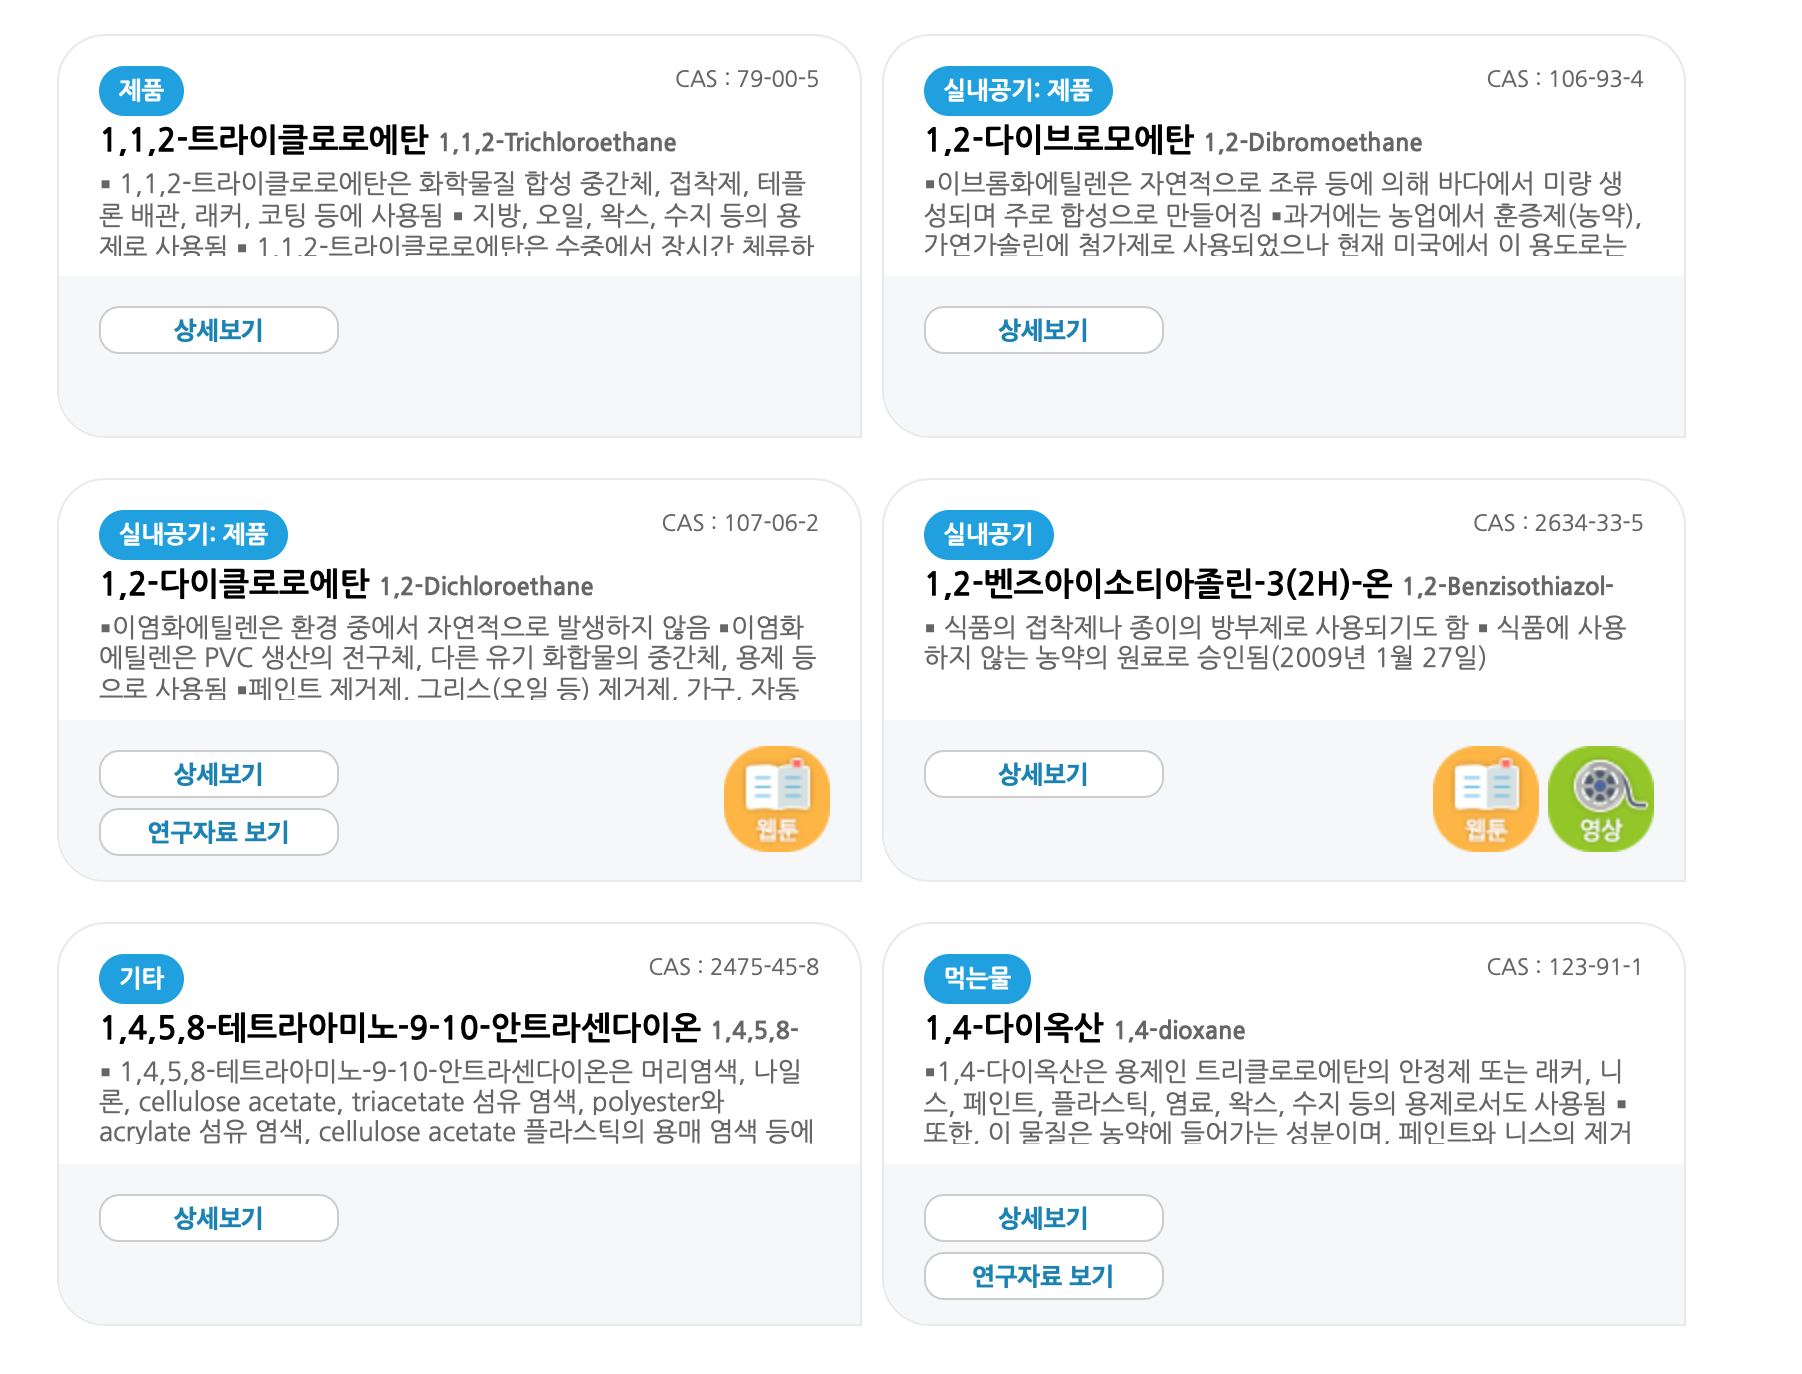 제품
CAS : 79-00-5
1,1,2-트라이클로로에탄 1,1,2-Trichloroethane
▪ 1,1,2-트라이클로로에탄은 화학물질 합성 중간체, 접착제, 테플
론 배관, 래커, 코팅 등에 사용됨 ▪ 지방, 오일, 왁스, 수지 등의 용
제로 사용됨 ▪ 1,1,2-트라이클로로에탄은 수중에서 장시간 체류하
상세보기
실내공기: 제품
CAS : 106-93-4
1,2-다이브로모에탄 1,2-Dibromoethane
▪이브롬화에틸렌은 자연적으로 조류 등에 의해 바다에서 미량 생
성되며 주로 합성으로 만들어짐 ▪과거에는 농업에서 훈증제(농약),
가연가솔린에 첨가제로 사용되었으나 현재 미국에서 이 용도로는
상세보기
실내공기: 제품
CAS : 107-06-2
1,2-다이클로로에탄 1,2-Dichloroethane
▪이염화에틸렌은 환경 중에서 자연적으로 발생하지 않음 ▪이염화
에틸렌은 PVC 생산의 전구체, 다른 유기 화합물의 중간체, 용제 등
으로 사용됨 ▪페인트 제거제, 그리스(오일 등) 제거제, 가구, 자동
상세보기
연구자료 보기
웹툰
실내공기
CAS : 2634-33-5
1,2-벤즈아이소티아졸린-3(2H)-온 1,2-Benzisothiazol-
▪ 식품의 접착제나 종이의 방부제로 사용되기도 함 ▪ 식품에 사용
하지 않는 농약의 원료로 승인됨(2009년 1월 27일)
상세보기
웹툰
영상
기타
CAS : 2475-45-8
1,4,5,8-테트라아미노-9-10-안트라센다이온 1,4,5,8-
▪ 1,4,5,8-테트라아미노-9-10-안트라센다이온은 머리염색, 나일
론, cellulose acetate, triacetate 섬유 염색, polyester와
acrylate 섬유 염색, cellulose acetate 플라스틱의 용매 염색 등에
상세보기
먹는물
CAS : 123-91-1
1,4-다이옥산 1,4-dioxane
▪1,4-다이옥산은 용제인 트리클로로에탄의 안정제 또는 래커, 니
스, 페인트, 플라스틱, 염료, 왁스, 수지 등의 용제로서도 사용됨 ▪
또한, 이 물질은 농약에 들어가는 성분이며, 페인트와 니스의 제거
상세보기
연구자료 보기